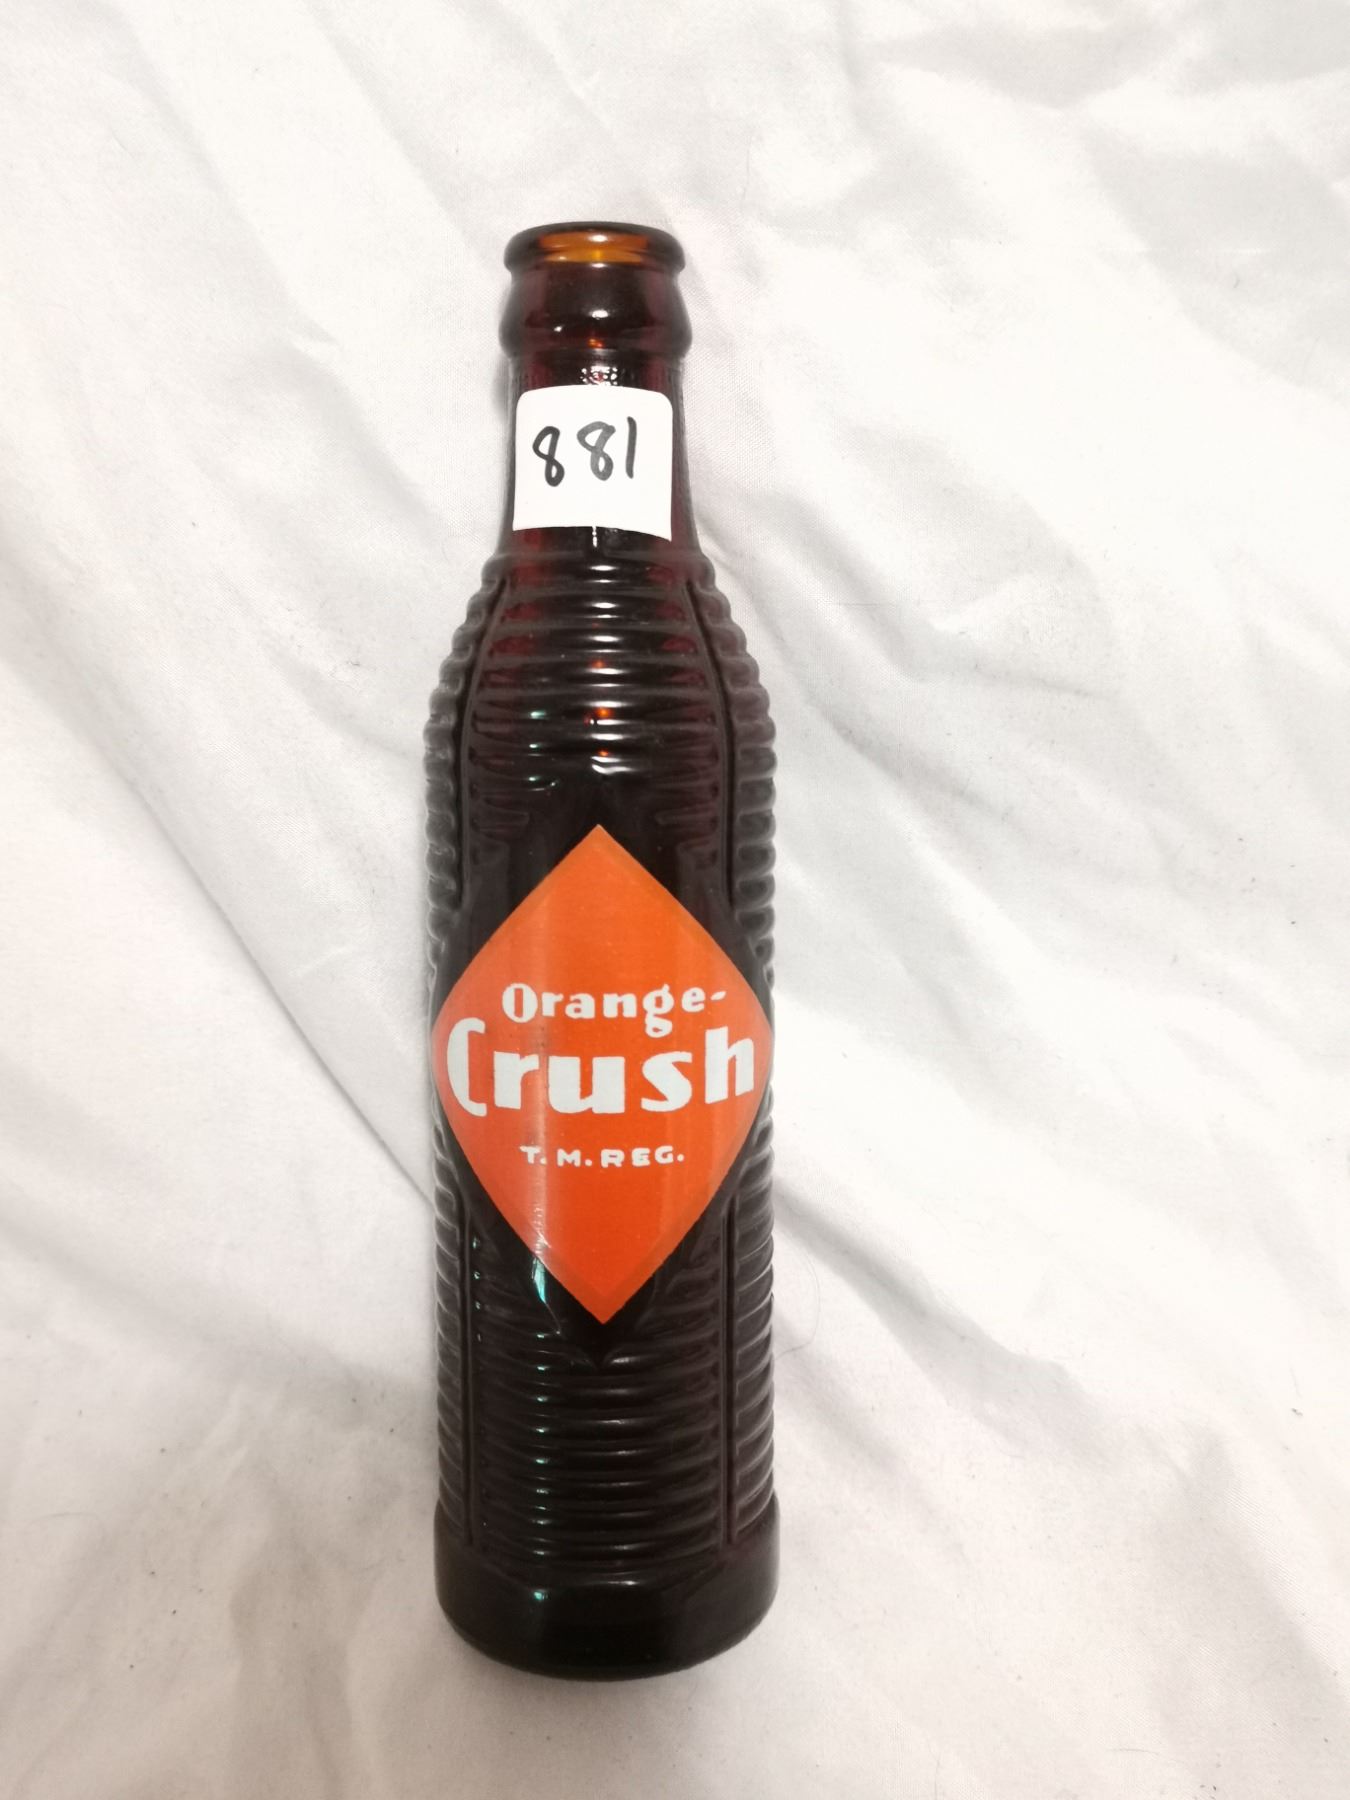 881
Orange-
Crush
T.M.REG.